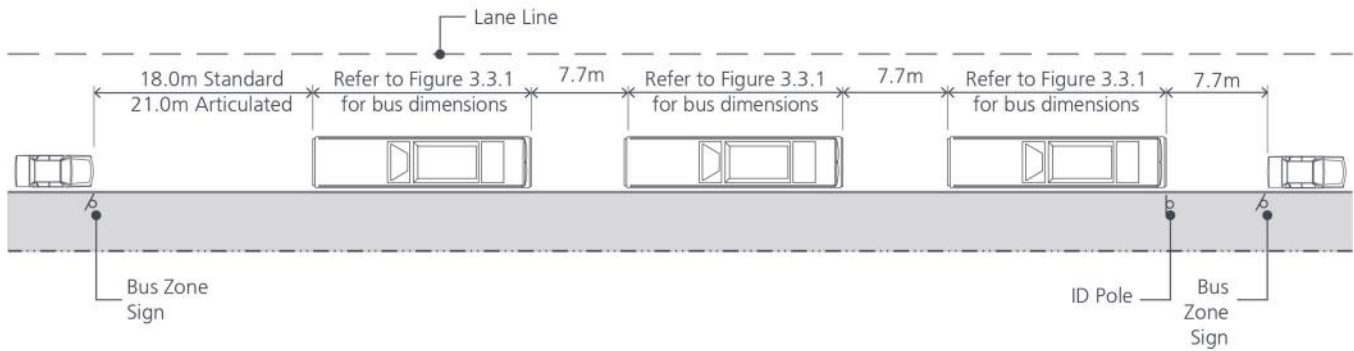 Lane Line
18.0m Standard
21.0m Articulated
Refer to Figure 3.3.1
for bus dimensions
7.7m
Refer to Figure 3.3.1
for bus dimensions
7.7m
Refer to Figure 3.3.1
for bus dimensions
7.7m
Bus Zone
Sign
ID Pole
Bus
Zone
Sign